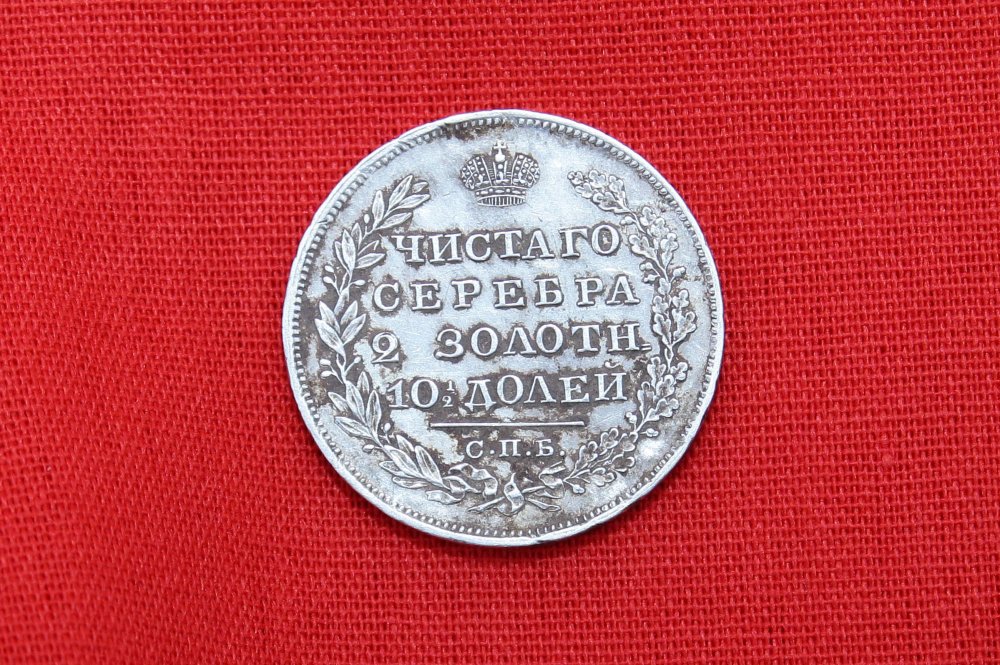 ЧИСТАГО
СЕРЕБРА
2 ЗОЛОТН.
10½ ДОЛЕЙ
С.П.Б.